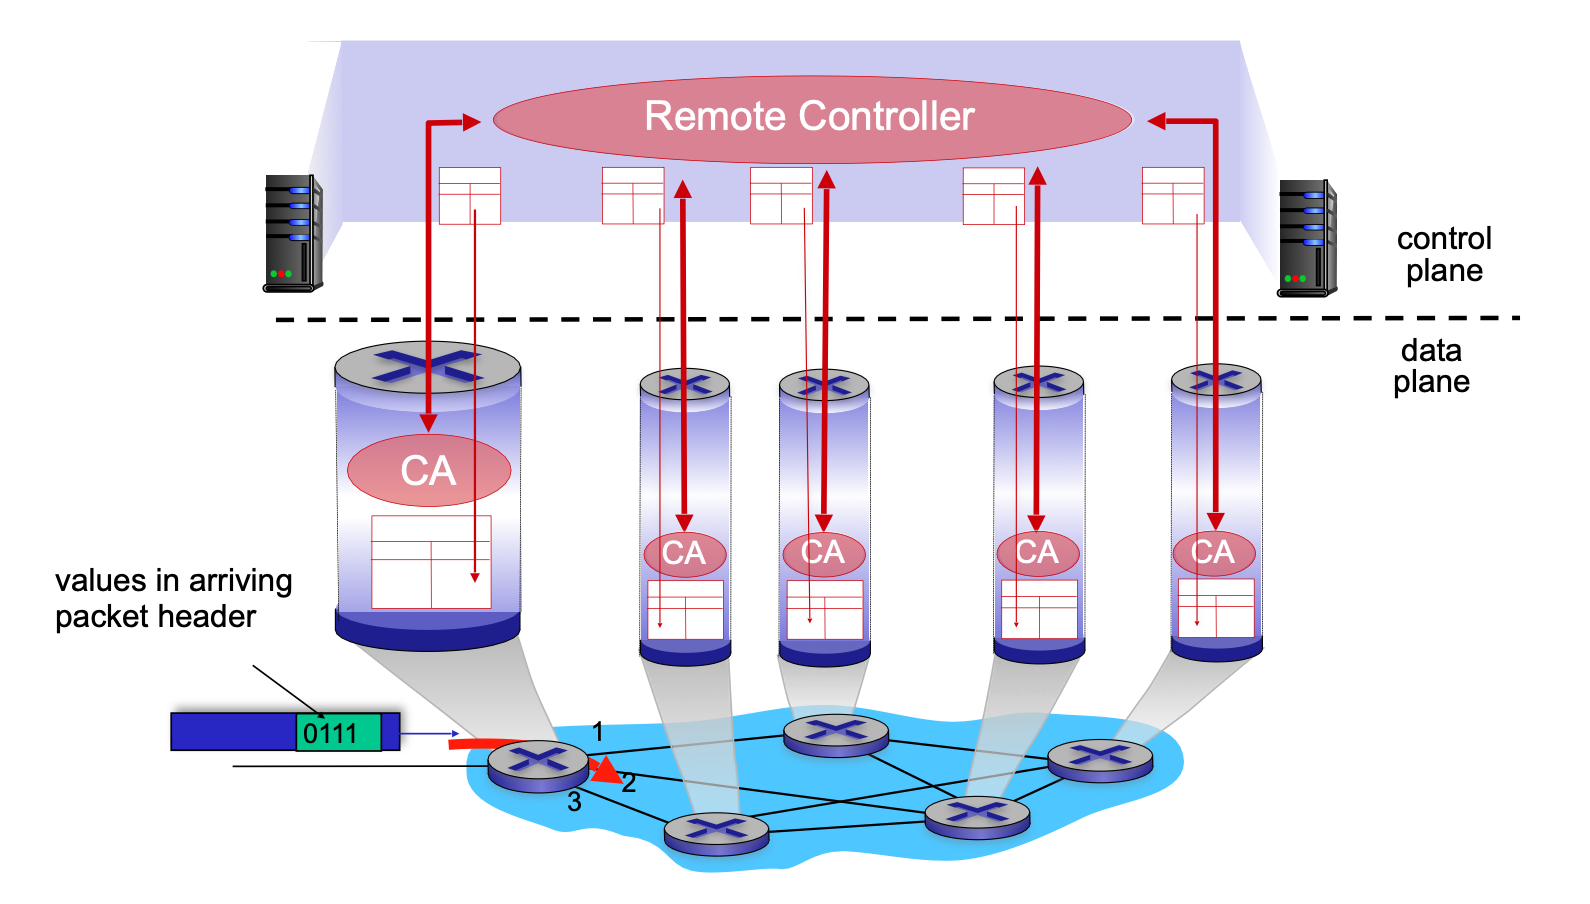 Remote Controller
control
plane
data
plane
CA
CA
CA
CA
CA
values in arriving
packet header
0111
1
2
3